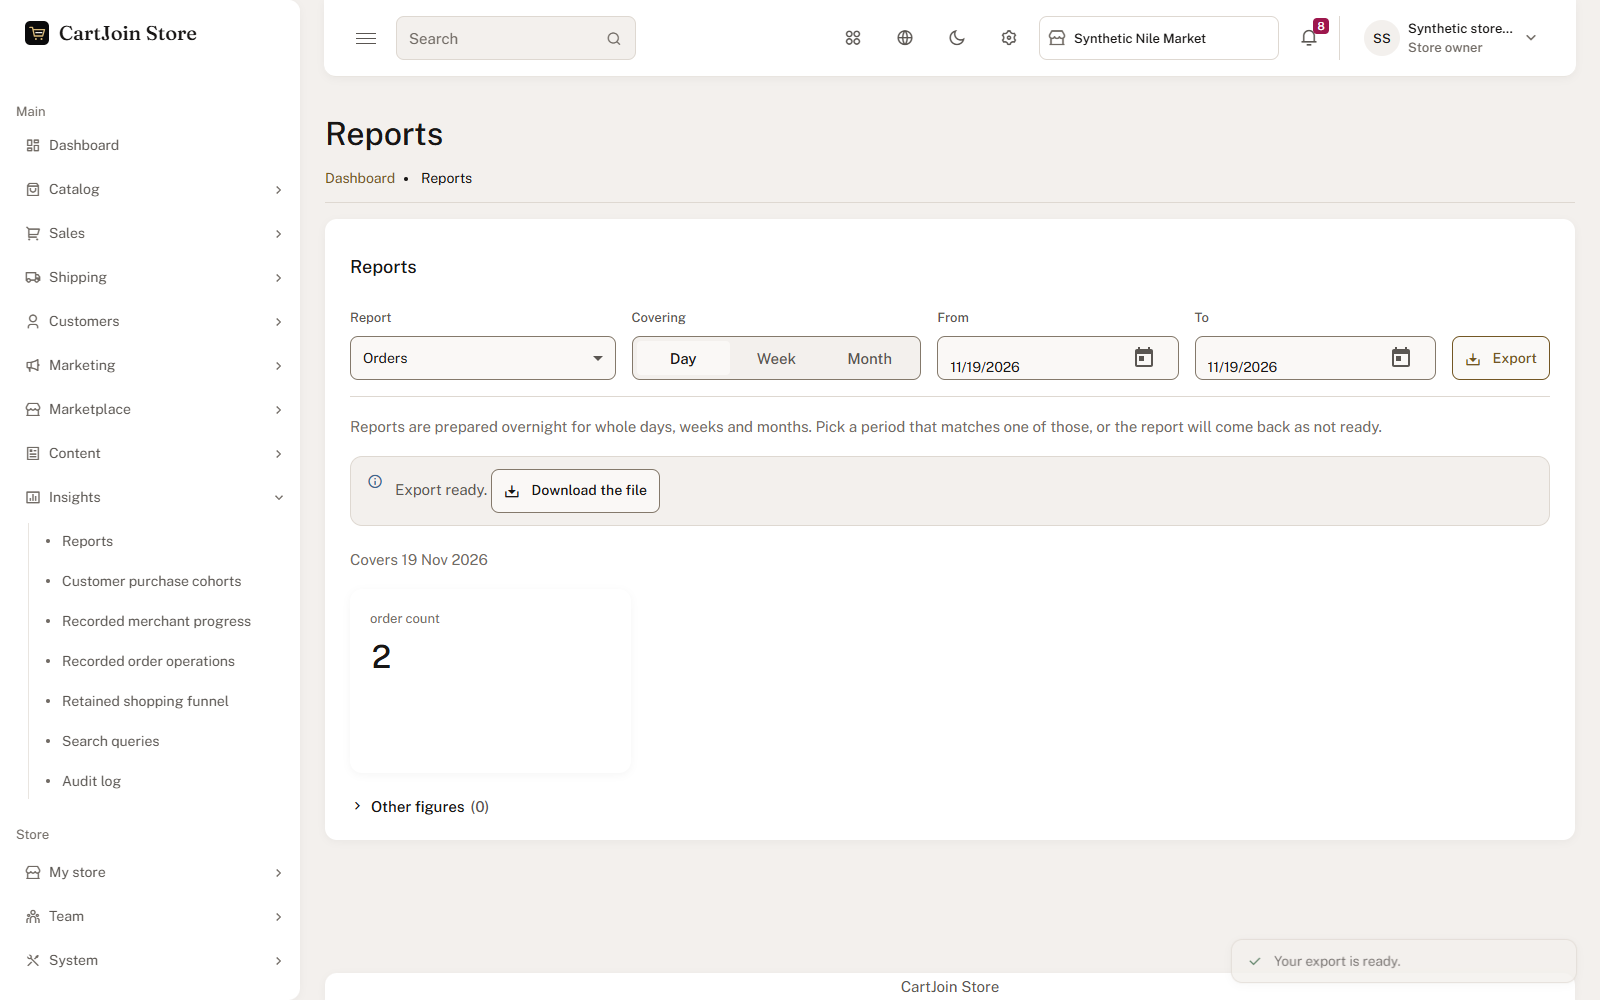 CartJoin Store
Search
Synthetic Nile Market
8
SS
Synthetic store...
Store owner
Main
Dashboard
Catalog
Sales
Shipping
Customers
Marketing
Marketplace
Content
Insights
Reports
Customer purchase cohorts
Recorded merchant progress
Recorded order operations
Retained shopping funnel
Search queries
Audit log
Store
My store
Team
System
Reports
Dashboard • Reports
Reports
Report
Covering
From
To
Orders
Day
Week
Month
11/19/2026
11/19/2026
Export
Reports are prepared overnight for whole days, weeks and months. Pick a period that matches one of those, or the report will come back as not ready.
Export ready. Download the file
Covers 19 Nov 2026
order count
2
Other figures (0)
Your export is ready.
CartJoin Store